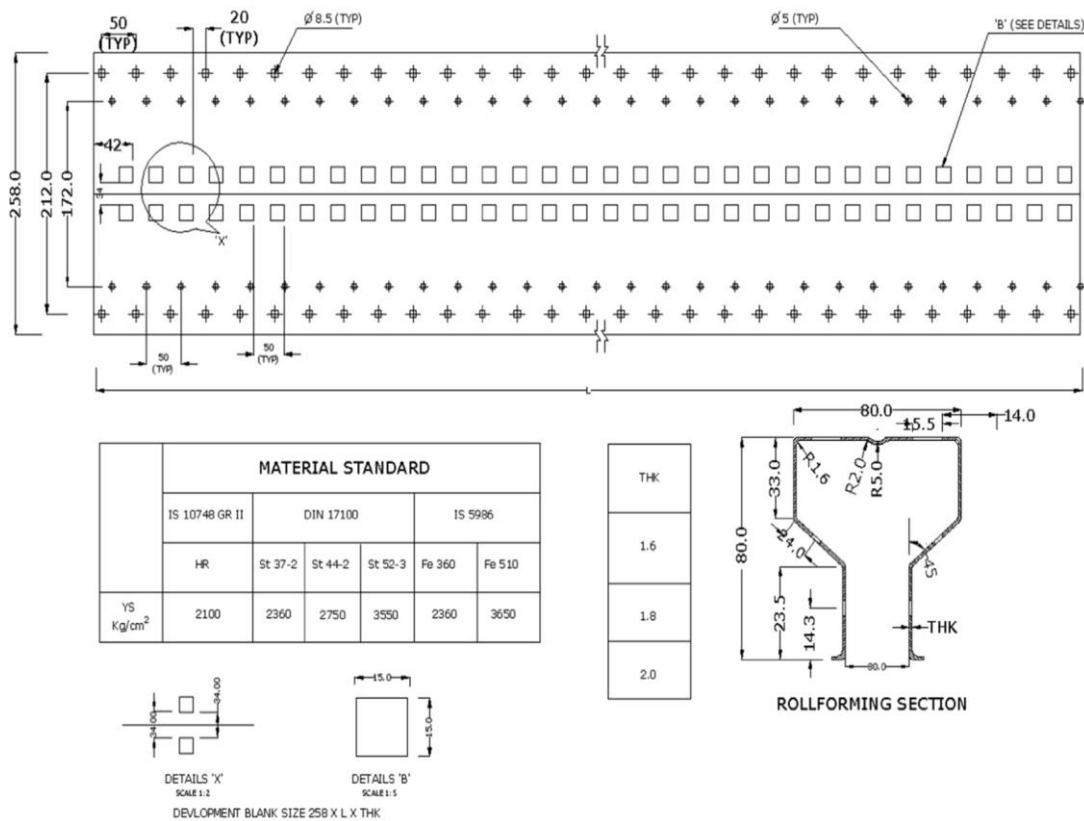 50
(TYP)
20
(TYP)
Ø 8.5 (TYP)
Ø 5 (TYP)
'B' (SEE DETAILS)
258.0
212.0
172.0
42
34
'X'
50
(TYP)
50
(TYP)
L
MATERIAL STANDARD
IS 10748 GR II
DIN 17100
IS 5986
HR
St 37-2
St 44-2
St 52-3
Fe 360
Fe 510
YS
Kg/cm²
2100
2360
2750
3550
2360
3650
THK
1.6
1.8
2.0
80.0
14.0
15.5
R1.6
R2.0
R5.0
33.0
80.0
24.0
45
23.5
14.3
THK
80.0
ROLLFORMING SECTION
34.00
34.00
DETAILS 'X'
SCALE 1:2
15.0
15.0
DETAILS 'B'
SCALE 1:5
DEVLOPMENT BLANK SIZE 258 X L X THK